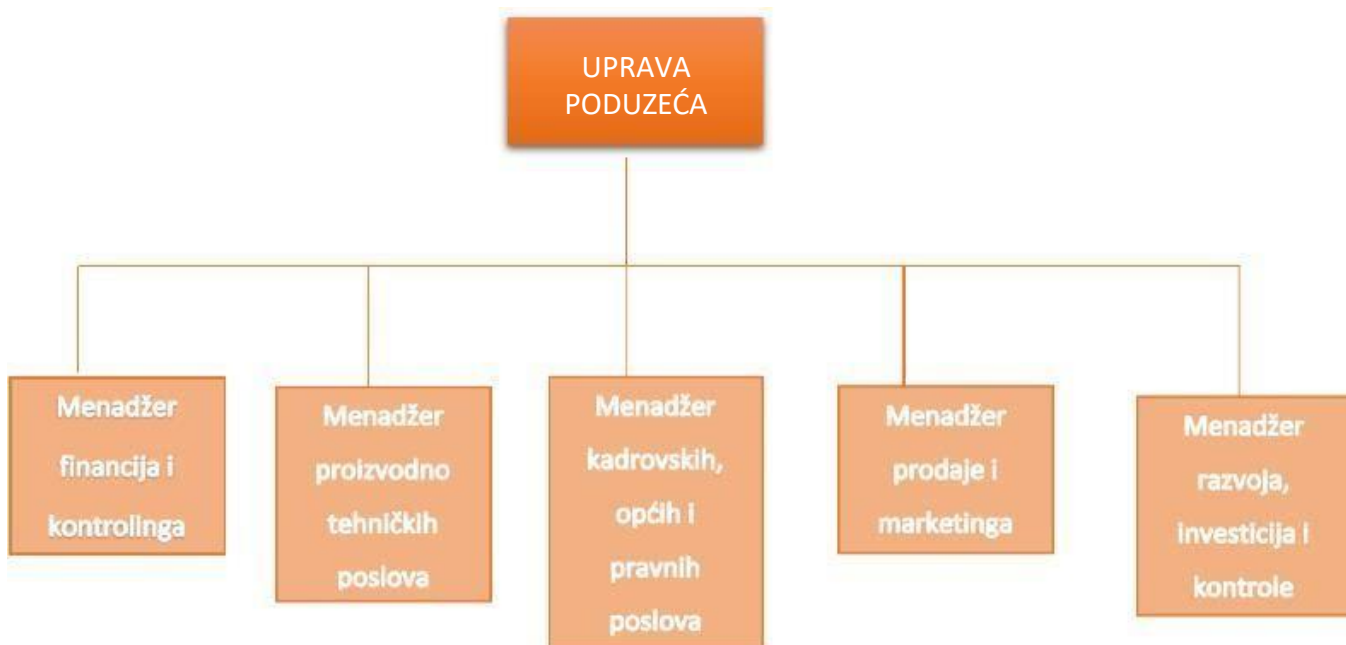 UPRAVA
PODUZEĆA
Menadžer
financija i
kontrolinga
Menadžer
proizvodno
tehničkih
poslova
Menadžer
kadrovskih,
općih i
pravnih
poslova
Menadžer
prodaje i
marketinga
Menadžer
razvoja,
investicija i
kontrole